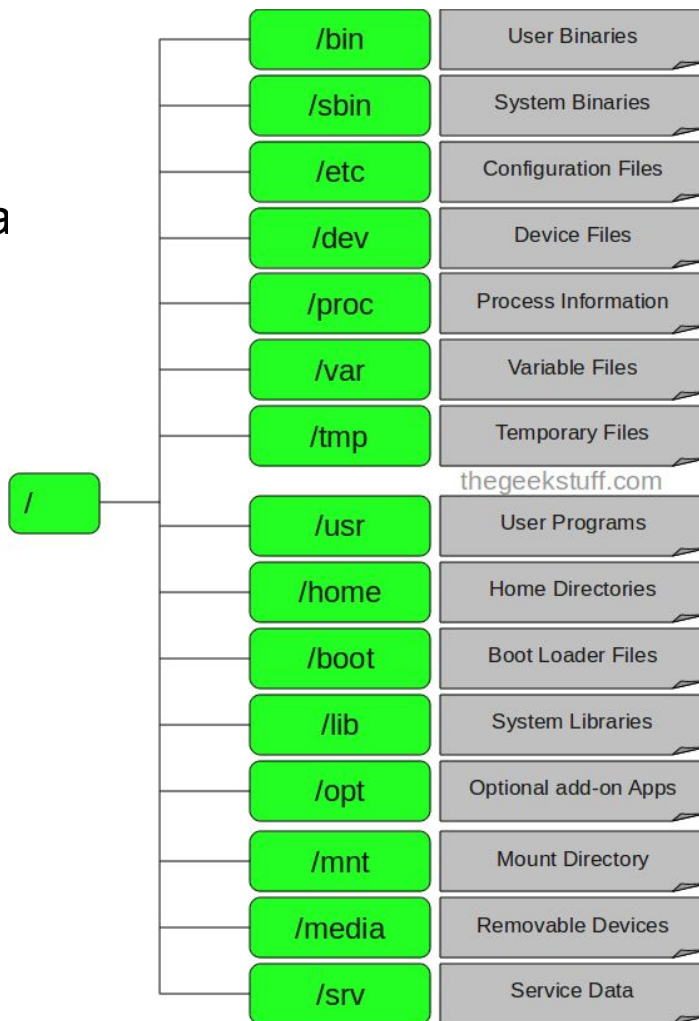 /bin User Binaries
/sbin System Binaries
/etc Configuration Files
a
/dev Device Files
/proc Process Information
/var Variable Files
/tmp Temporary Files
thegeekstuff.com
/
/usr User Programs
/home Home Directories
/boot Boot Loader Files
/lib System Libraries
/opt Optional add-on Apps
/mnt Mount Directory
/media Removable Devices
/srv Service Data